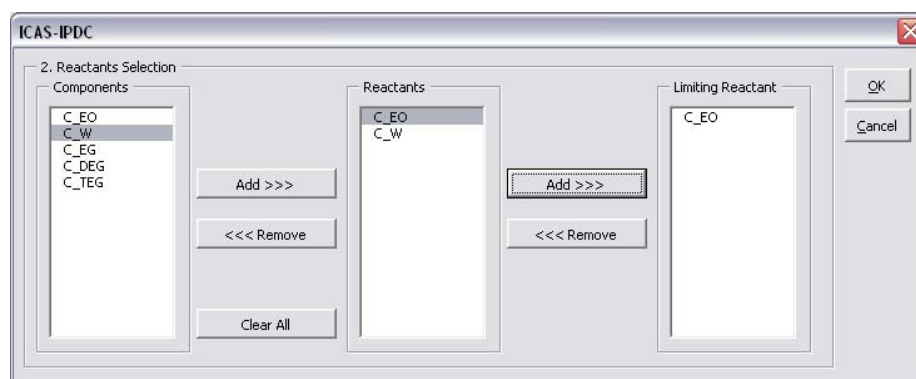 ICAS-IPDC
2. Reactants Selection
Components
C_EO
C_W
C_EG
C_DEG
C_TEG
Add >>>
<<< Remove
Clear All
Reactants
C_EO
C_W
Add >>>
<<< Remove
Limiting Reactant
C_EO
OK
Cancel